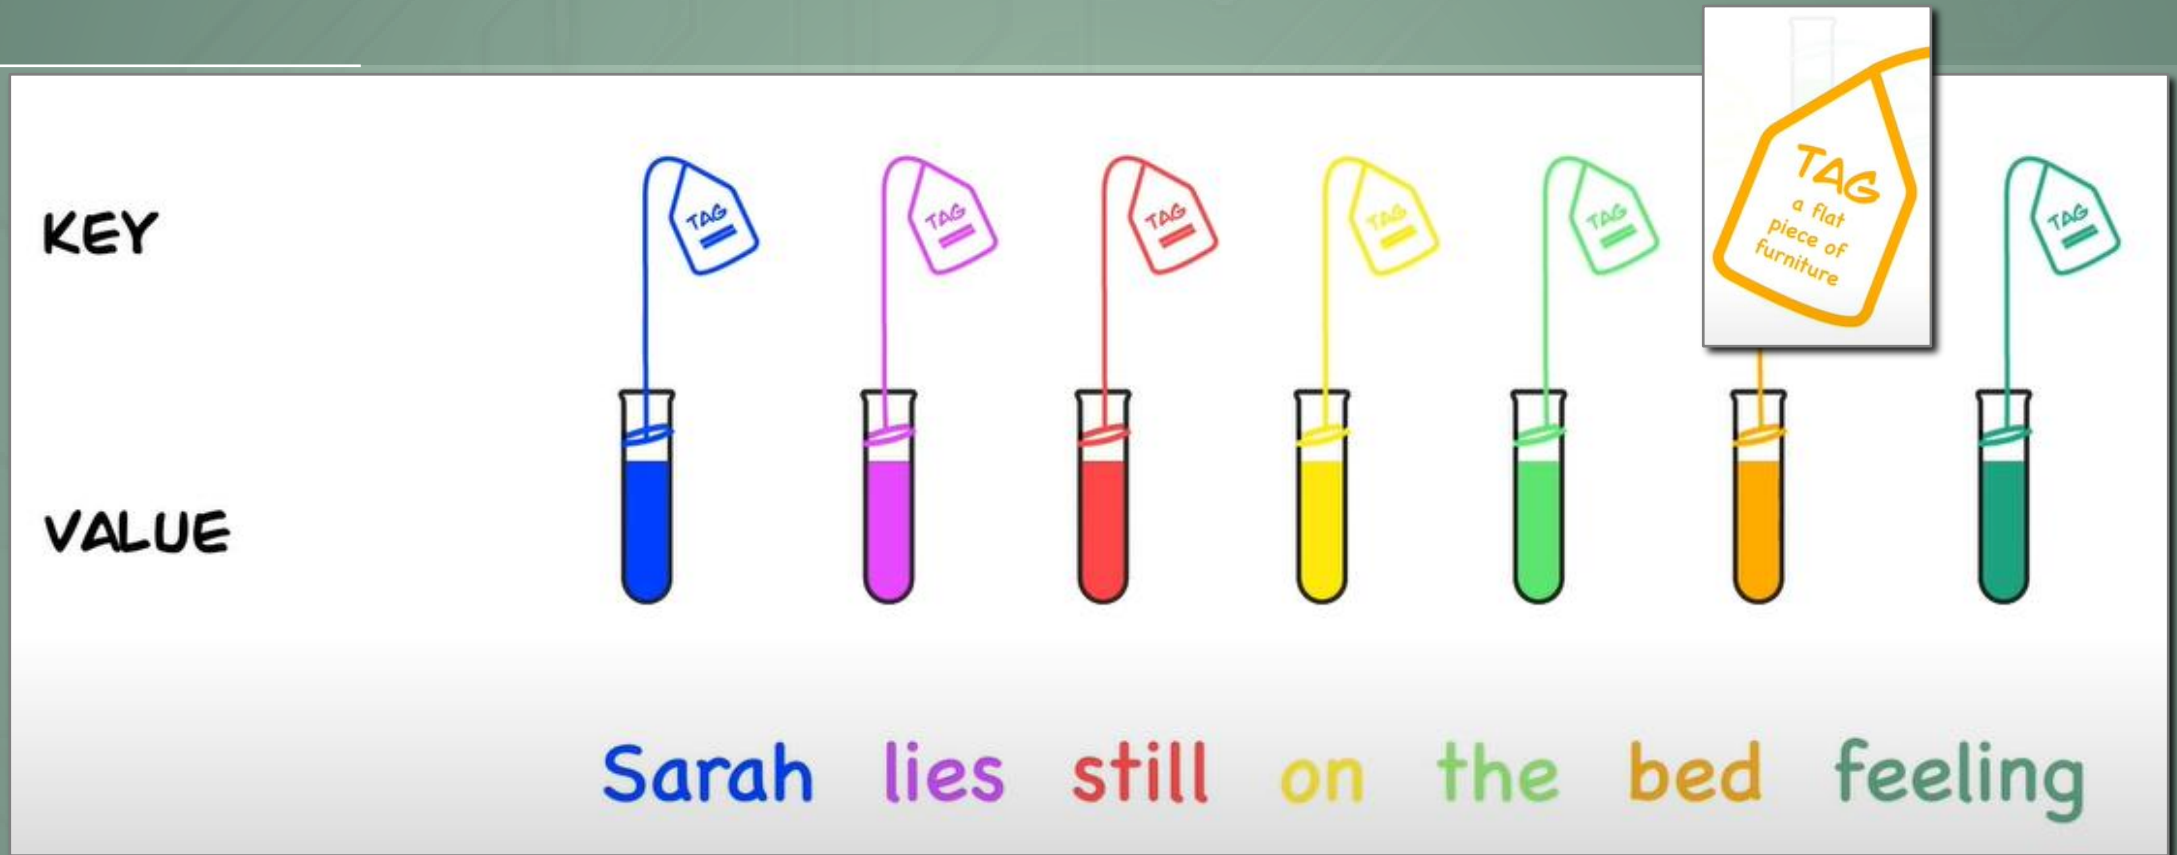 TAG
a flat
piece of
furniture
KEY
TAG TAG TAG TAG TAG TAG
VALUE
Sarah lies still on the bed feeling